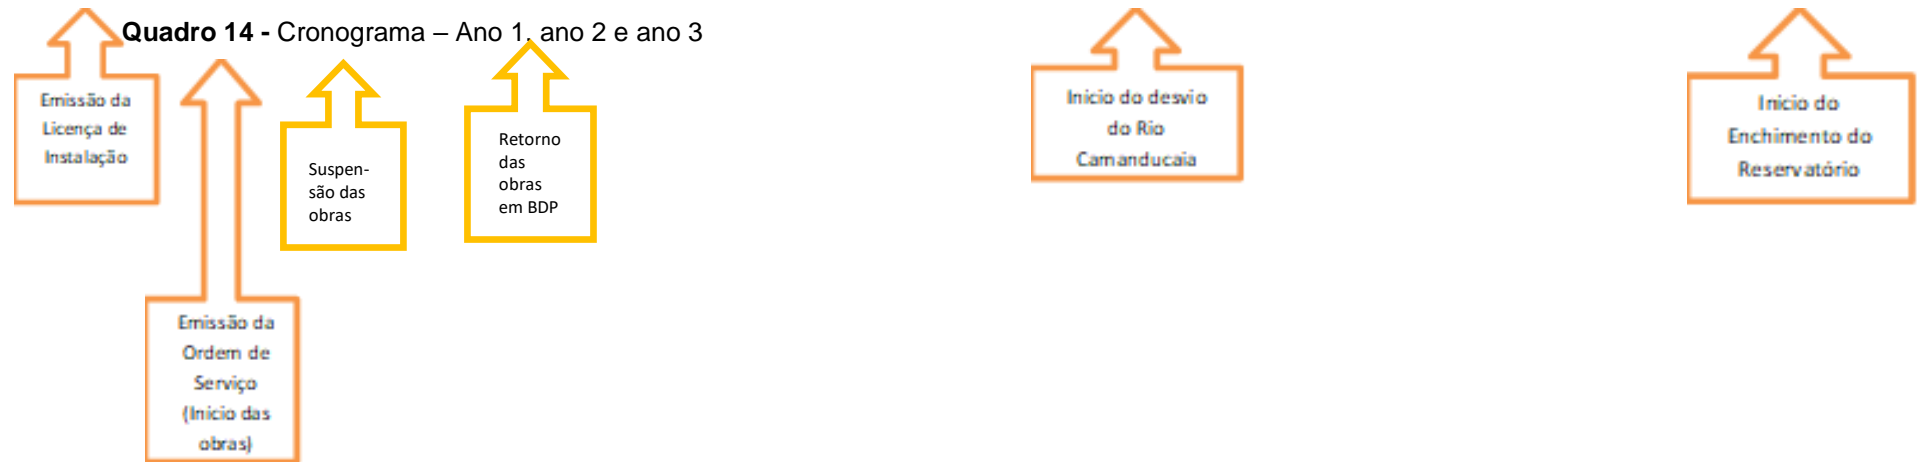 Quadro 14 - Cronograma – Ano 1, ano 2 e ano 3
Emissão da
Licença de
Instalação
Emissão da
Ordem de
Serviço
(Início das
obras)
Suspen-
são das
obras
Retorno
das
obras
em BDP
Início do desvio
do Rio
Camanducaia
Início do
Enchimento do
Reservatório